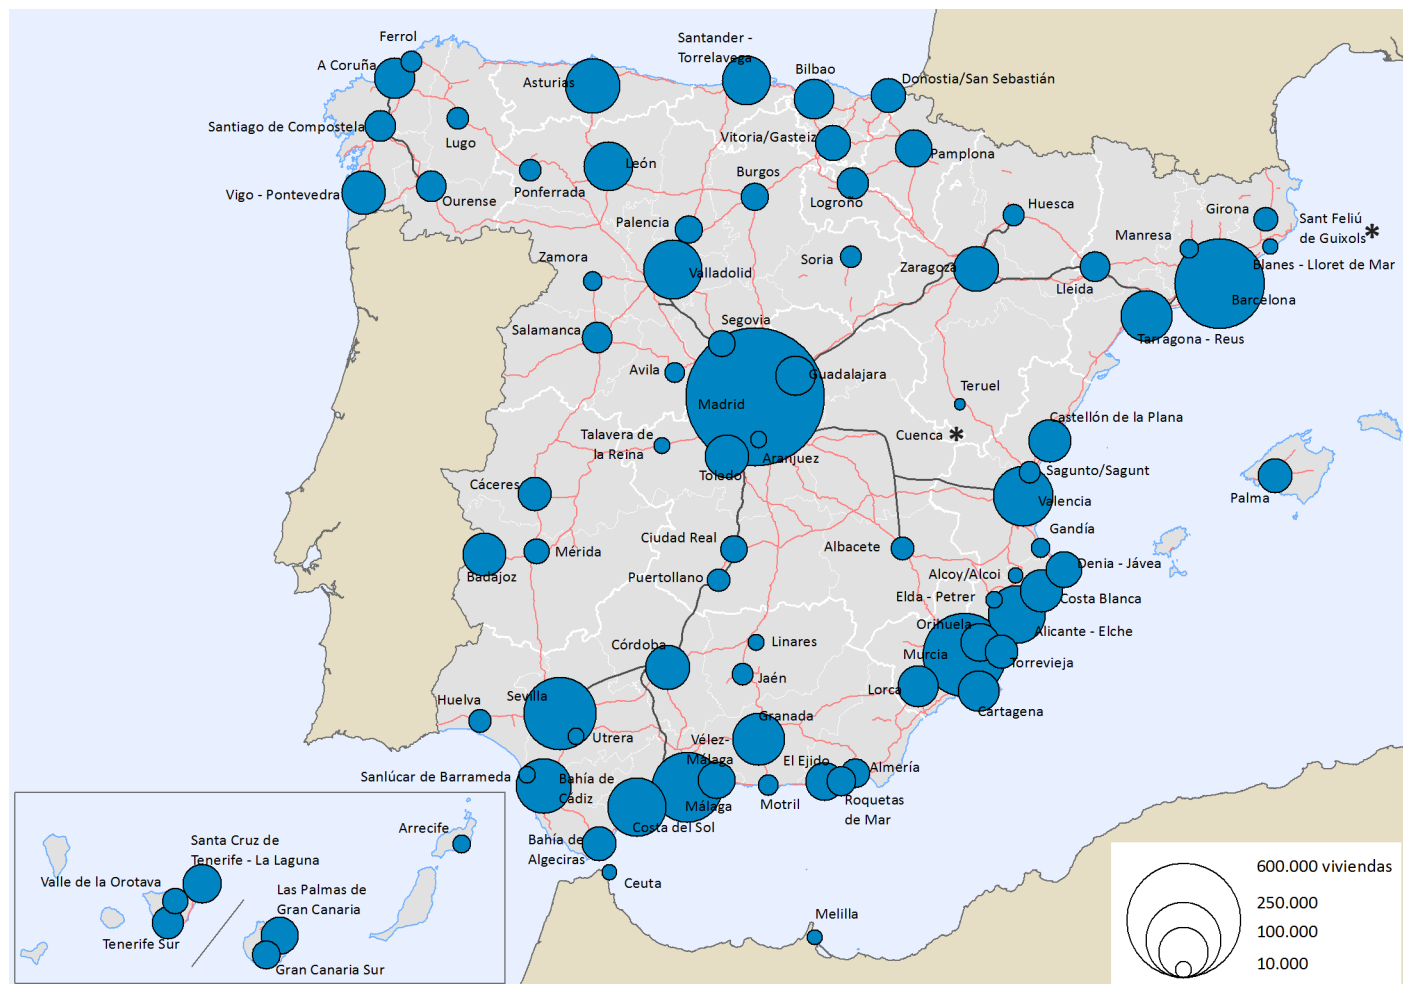 Ferrol
Santander -
Torrelavega
A Coruña
Asturias
Bilbao
Donostia/San Sebastián
Santiago de Compostela
Lugo
Vitoria/Gasteiz
Pamplona
León
Ponferrada
Burgos
Vigo - Pontevedra
Ourense
Logroño
Huesca
Girona
Sant Feliú
de Guixols*
Palencia
Manresa
Zamora
Valladolid
Soria
Zaragoza
Lleida
Blanes - Lloret de Mar
Barcelona
Salamanca
Segovia
Tarragona - Reus
Avila
Guadalajara
Teruel
Madrid
Castellón de la Plana
Talavera de
la Reina
Cuenca *
Aranjuez
Toledo
Sagunto/Sagunt
Cáceres
Valencia
Palma
Gandía
Ciudad Real
Albacete
Mérida
Badajoz
Denia - Jávea
Puertollano
Alcoy/Alcoi
Elda - Petrer
Costa Blanca
Orihuela
Alicante - Elche
Linares
Córdoba
Murcia
Torrevieja
Jaén
Lorca
Sevilla
Huelva
Cartagena
Granada
Utrera
Vélez-
Málaga
El Ejido
Almería
Sanlúcar de Barrameda
Bahía de
Cádiz
Málaga
Motril
Roquetas
de Mar
Costa del Sol
Arrecife
Bahía de
Algeciras
Santa Cruz de
Tenerife - La Laguna
Ceuta
Valle de la Orotava
Las Palmas de
Gran Canaria
Melilla
Tenerife Sur
Gran Canaria Sur
600.000 viviendas
250.000
100.000
10.000